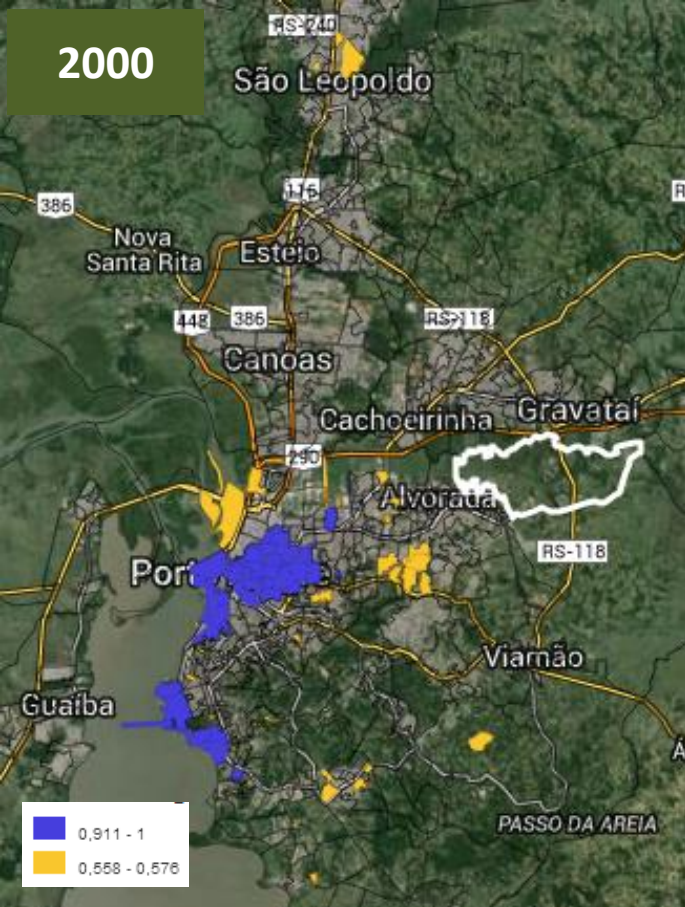 2000
RS-240
São Leopoldo
116
386
R
Nova
Santa Rita
Esteio
448
386
RS-118
Canoas
Cachoeirinha
Gravataí
290
Alvorada
Port e
RS-118
Viamão
Guaíba
Á
PASSO DA AREIA
0,911 - 1
0,558 - 0,576